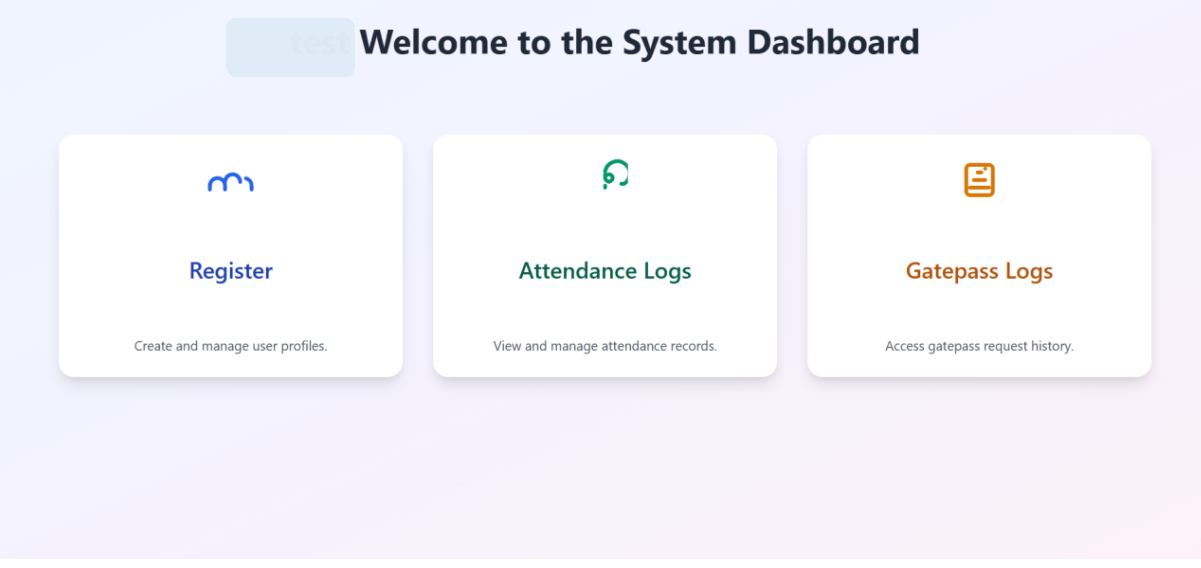 test Welcome to the System Dashboard
Register
Attendance Logs
Gatepass Logs
Create and manage user profiles.
View and manage attendance records.
Access gatepass request history.